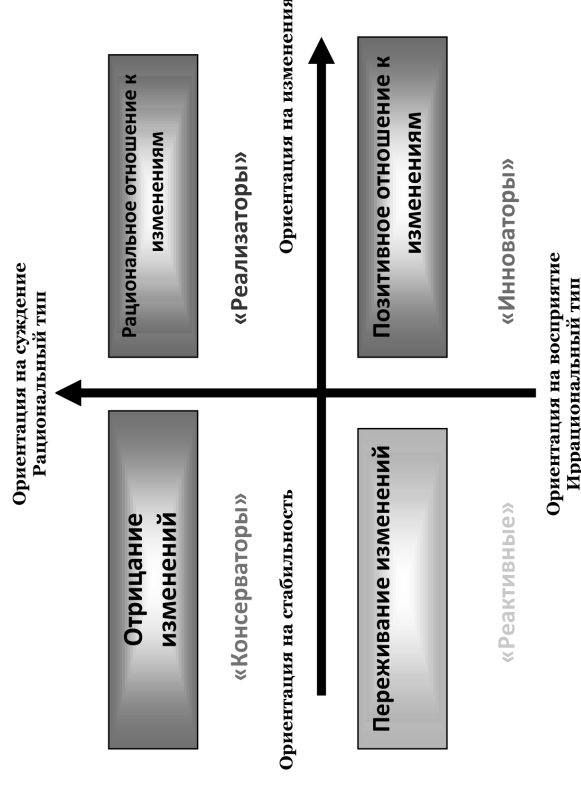 Ориентация на суждение
Рациональный тип
Отрицание
изменений
Рациональное отношение к
изменениям
«Консерваторы»
«Реализаторы»
Ориентация на стабильность
Ориентация на изменения
Переживание изменений
Позитивное отношение к
изменениям
«Реактивные»
«Инноваторы»
Ориентация на восприятие
Иррациональный тип